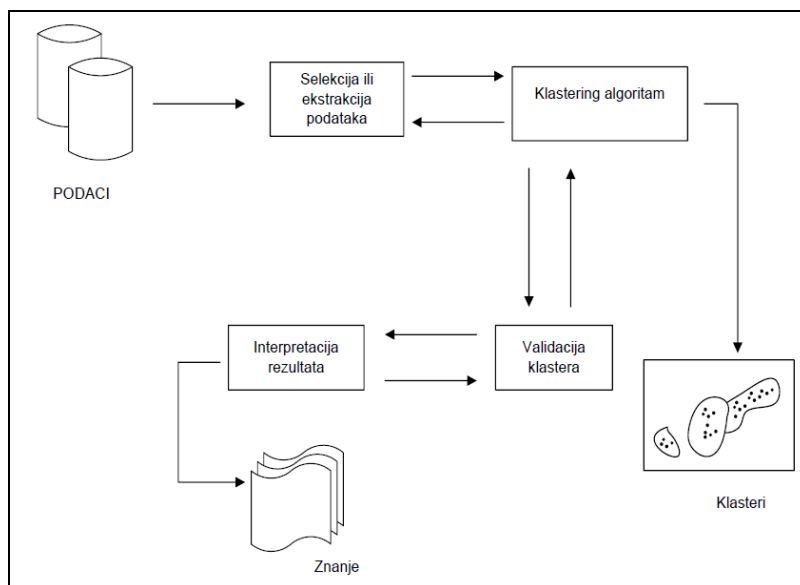 Selekcija ili
ekstrakcija
podataka
Klastering algoritam
PODACI
Interpretacija
rezultata
Validacija
klastera
Klasteri
Znanje